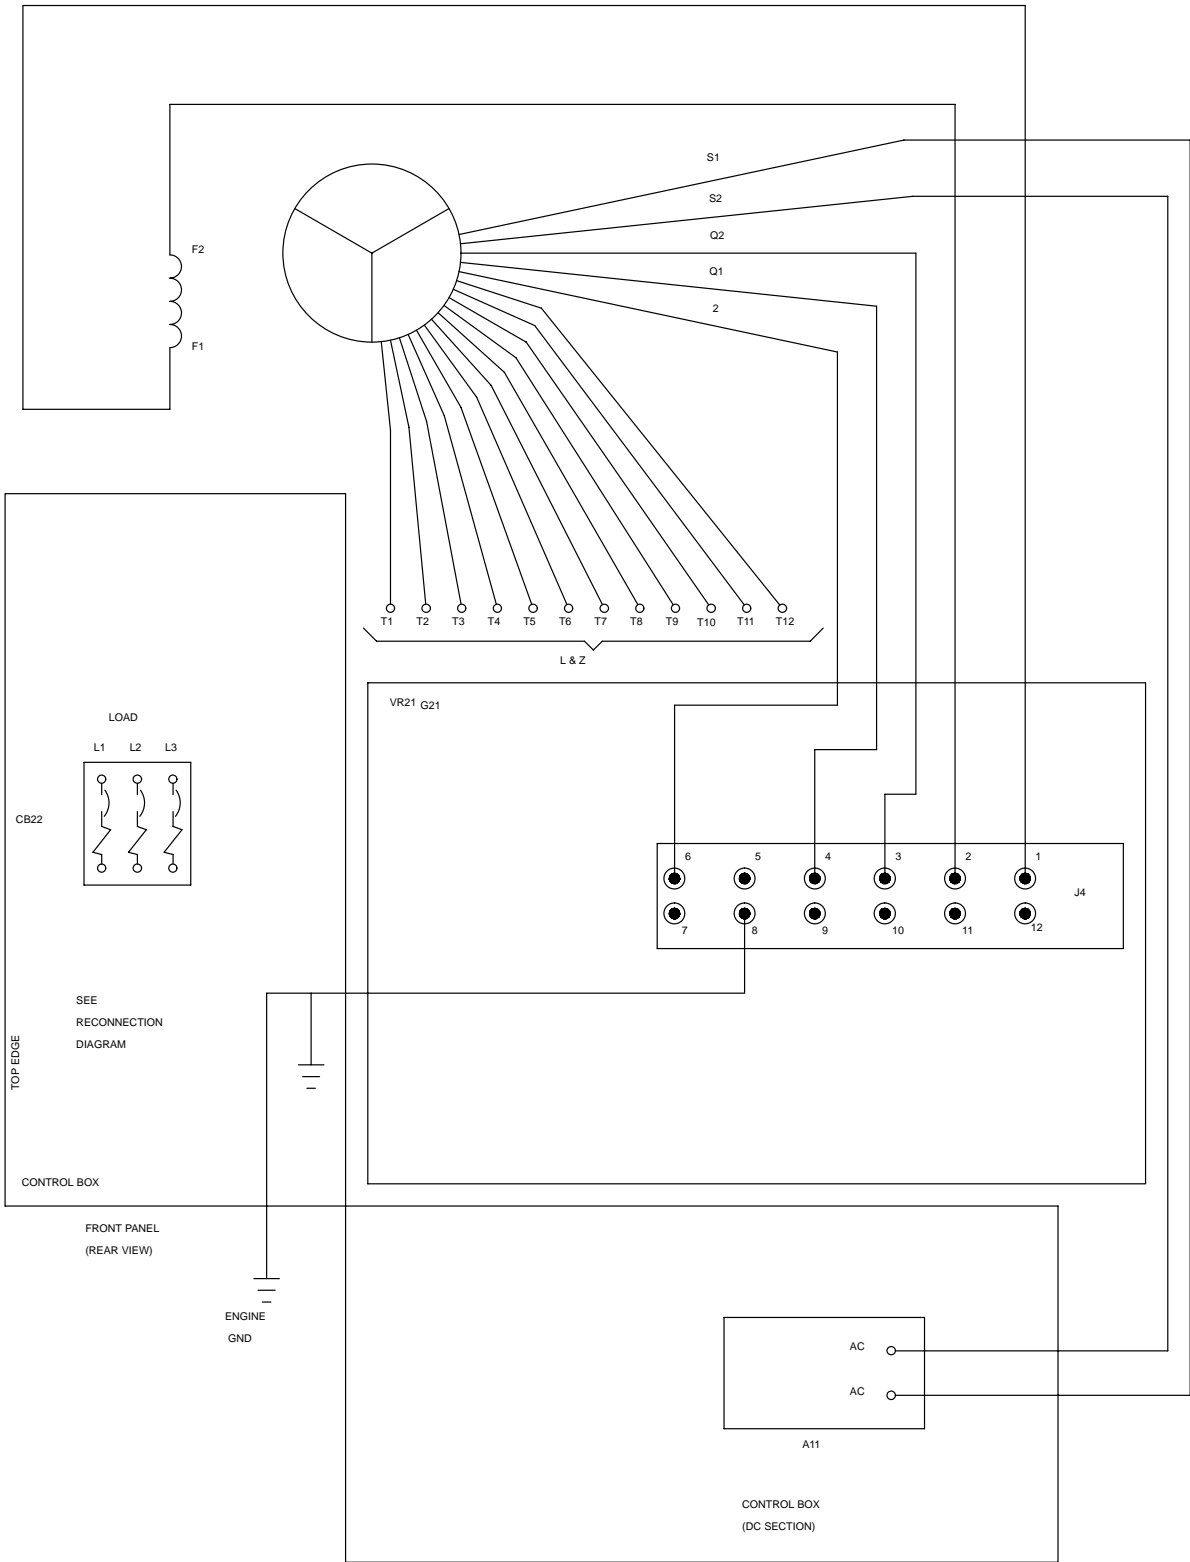 S1
S2
Q2
F2
Q1
2
F1
T1 T2 T3 T4 T5 T6 T7 T8 T9 T10 T11 T12
L & Z
VR21 G21
LOAD
L1 L2 L3
CB22
6 5 4 3 2 1
J4
7 8 9 10 11 12
SEE
RECONNECTION
DIAGRAM
TOP EDGE
CONTROL BOX
FRONT PANEL
(REAR VIEW)
ENGINE
GND
AC
AC
A11
CONTROL BOX
(DC SECTION)